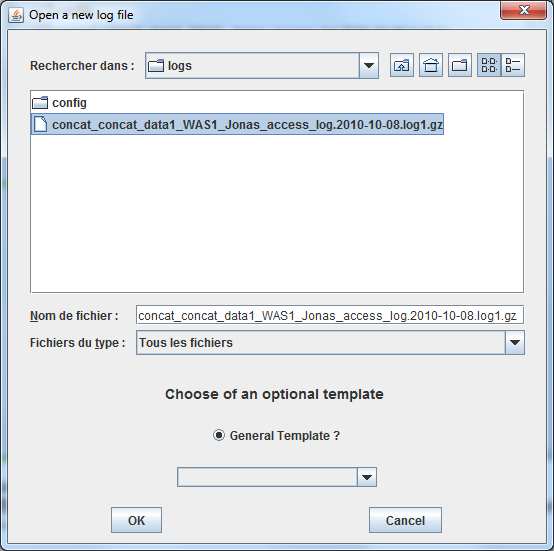 Open a new log file
Rechercher dans :
logs
config
concat_concat_data1_WAS1_Jonas_access_log.2010-10-08.log1.gz
Nom de fichier :
concat_concat_data1_WAS1_Jonas_access_log.2010-10-08.log1.gz
Fichiers du type :
Tous les fichiers
Choose of an optional template
General Template ?
OK
Cancel